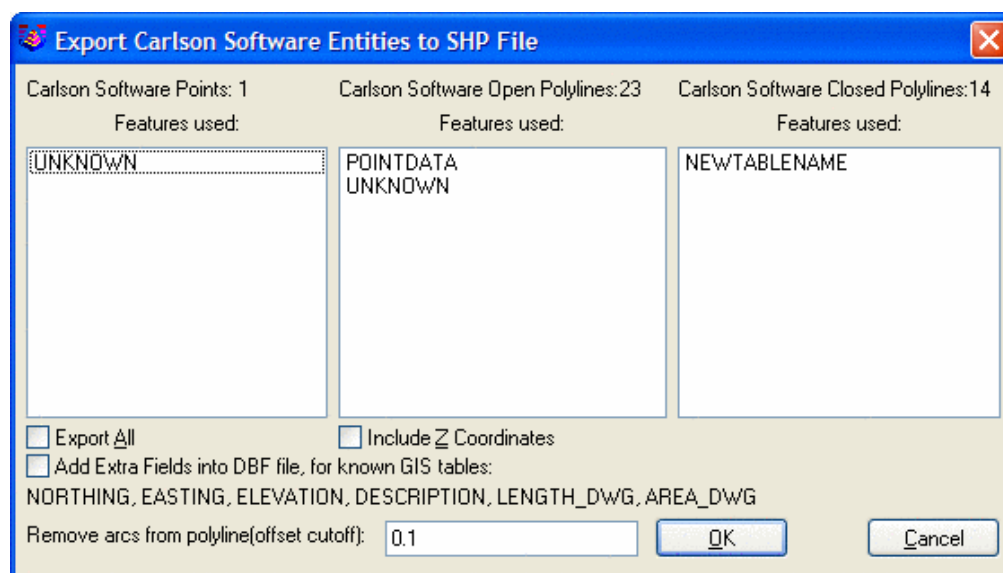 Export Carlson Software Entities to SHP File
Carlson Software Points: 1 Carlson Software Open Polylines:23 Carlson Software Closed Polylines:14
Features used: Features used: Features used:
UNKNOWN POINTDATA NEWTABLENAME
UNKNOWN
Export All Include Z Coordinates
Add Extra Fields into DBF file, for known GIS tables:
NORTHING, EASTING, ELEVATION, DESCRIPTION, LENGTH_DWG, AREA_DWG
Remove arcs from polyline(offset cutoff): 0.1 OK Cancel